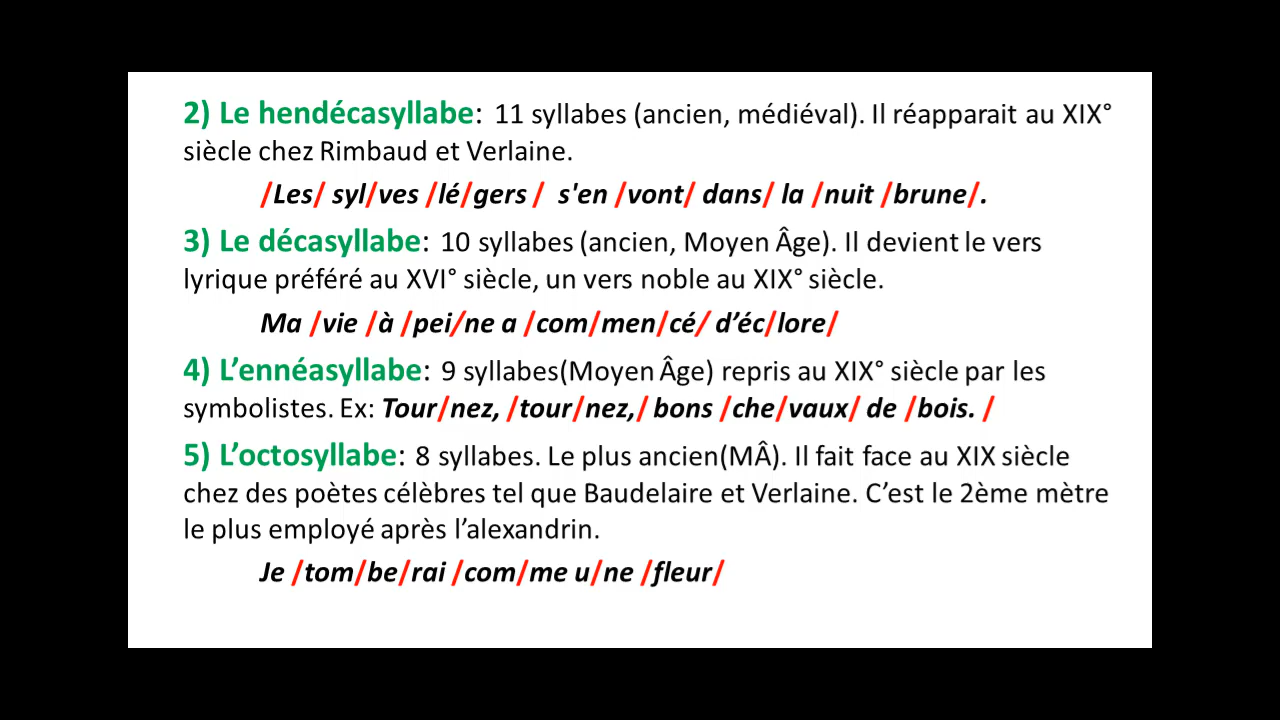 2) Le hendécasyllabe: 11 syllabes (ancien, médiéval). Il réapparait au XIX°
siècle chez Rimbaud et Verlaine.
/Les/ syl/ves /lé/gers / s'en /vont/ dans/ la /nuit /brune/.
3) Le décasyllabe: 10 syllabes (ancien, Moyen Âge). Il devient le vers
lyrique préféré au XVI° siècle, un vers noble au XIX° siècle.
Ma /vie /à /pei/ne a /com/men/cé/ d’éc/lore/
4) L’ennéasyllabe: 9 syllabes(Moyen Âge) repris au XIX° siècle par les
symbolistes. Ex: Tour/nez, /tour/nez,/ bons /che/vaux/ de /bois. /
5) L’octosyllabe: 8 syllabes. Le plus ancien(MÂ). Il fait face au XIX siècle
chez des poètes célèbres tel que Baudelaire et Verlaine. C’est le 2ème mètre
le plus employé après l’alexandrin.
Je /tom/be/rai /com/me u/ne /fleur/